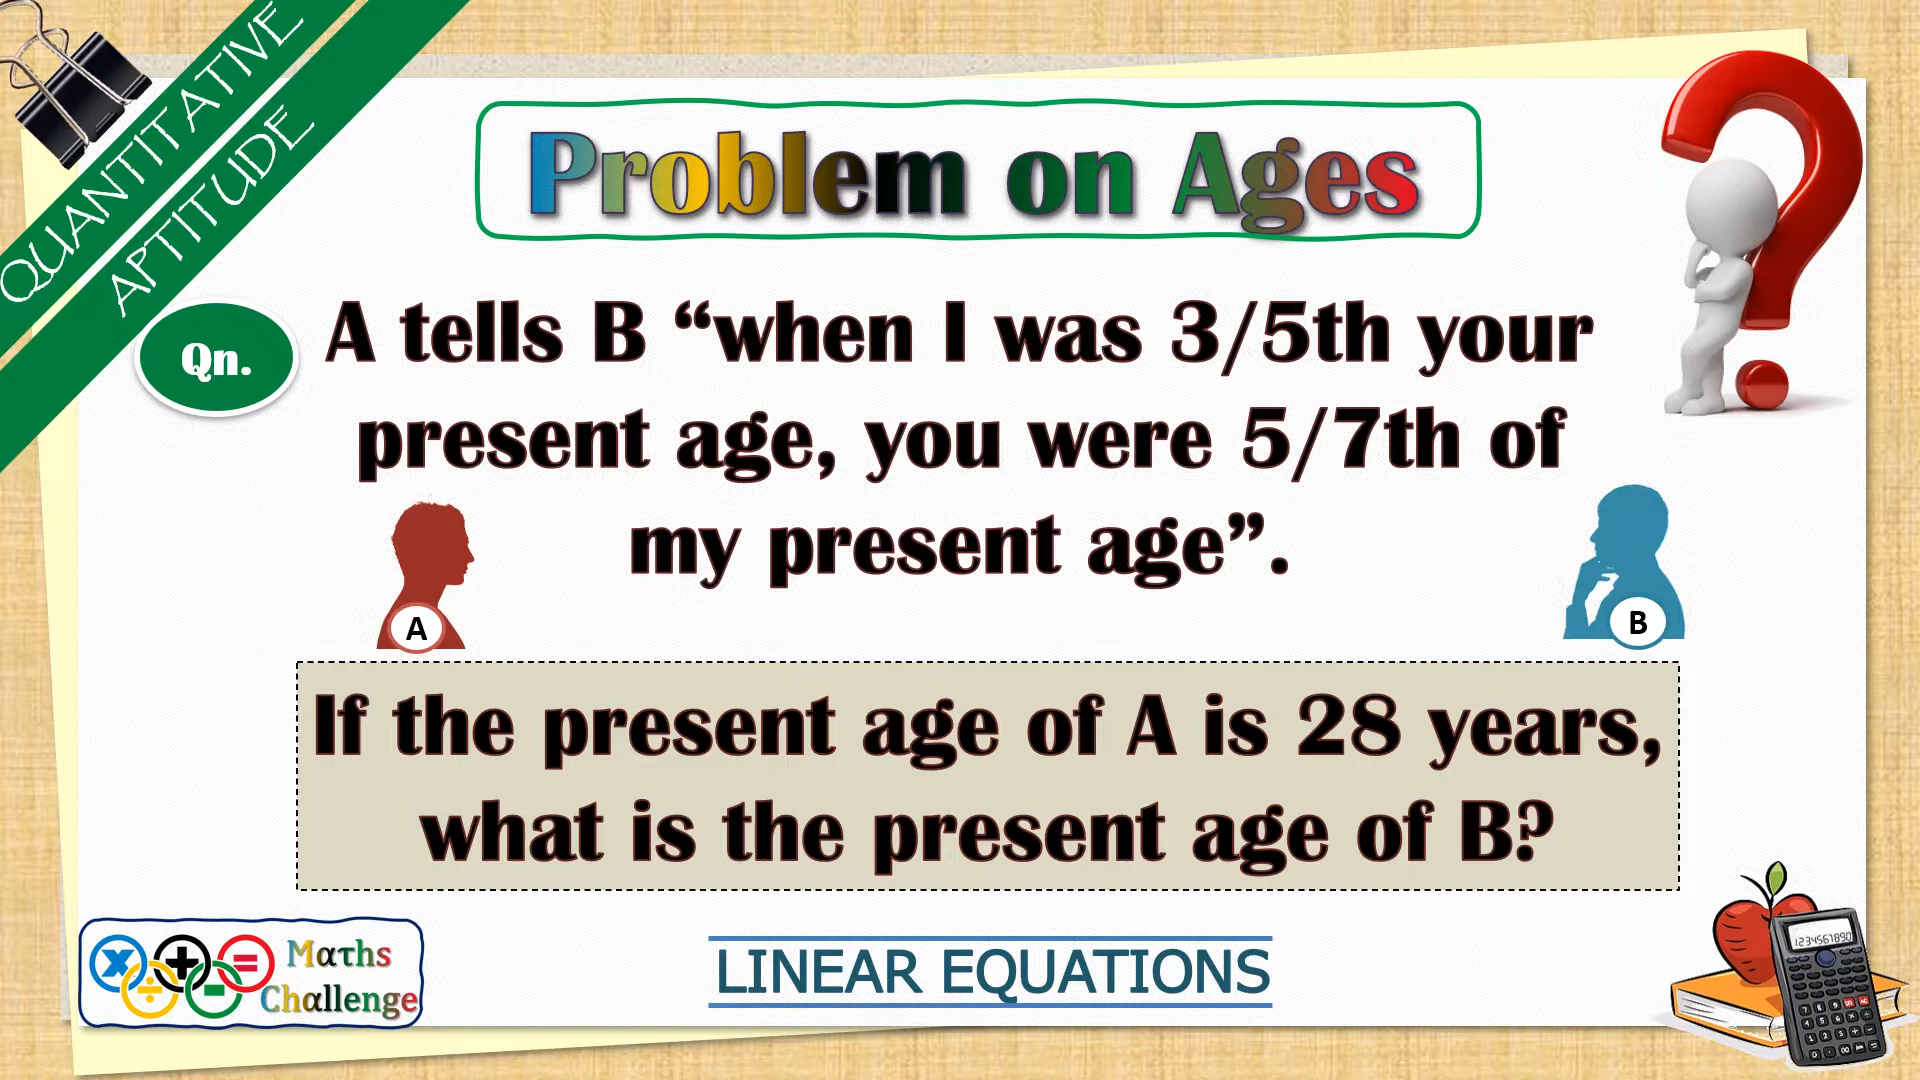 QUANTITATIVE
APTITUDE
Problem on Ages
Qn.
A tells B “when I was 3/5th your
present age, you were 5/7th of
my present age”.
A
B
If the present age of A is 28 years,
what is the present age of B?
Maths
Challenge
LINEAR EQUATIONS
1234567890